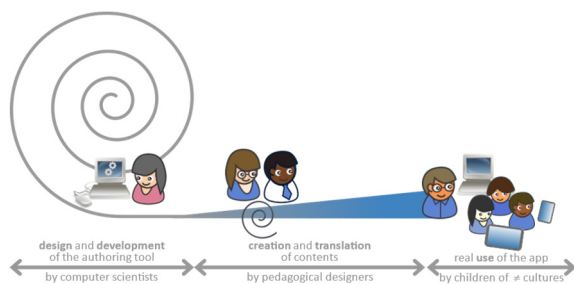 design and development
of the authoring tool
by computer scientists
creation and translation
of contents
by pedagogical designers
real use of the app
by children of ≠ cultures